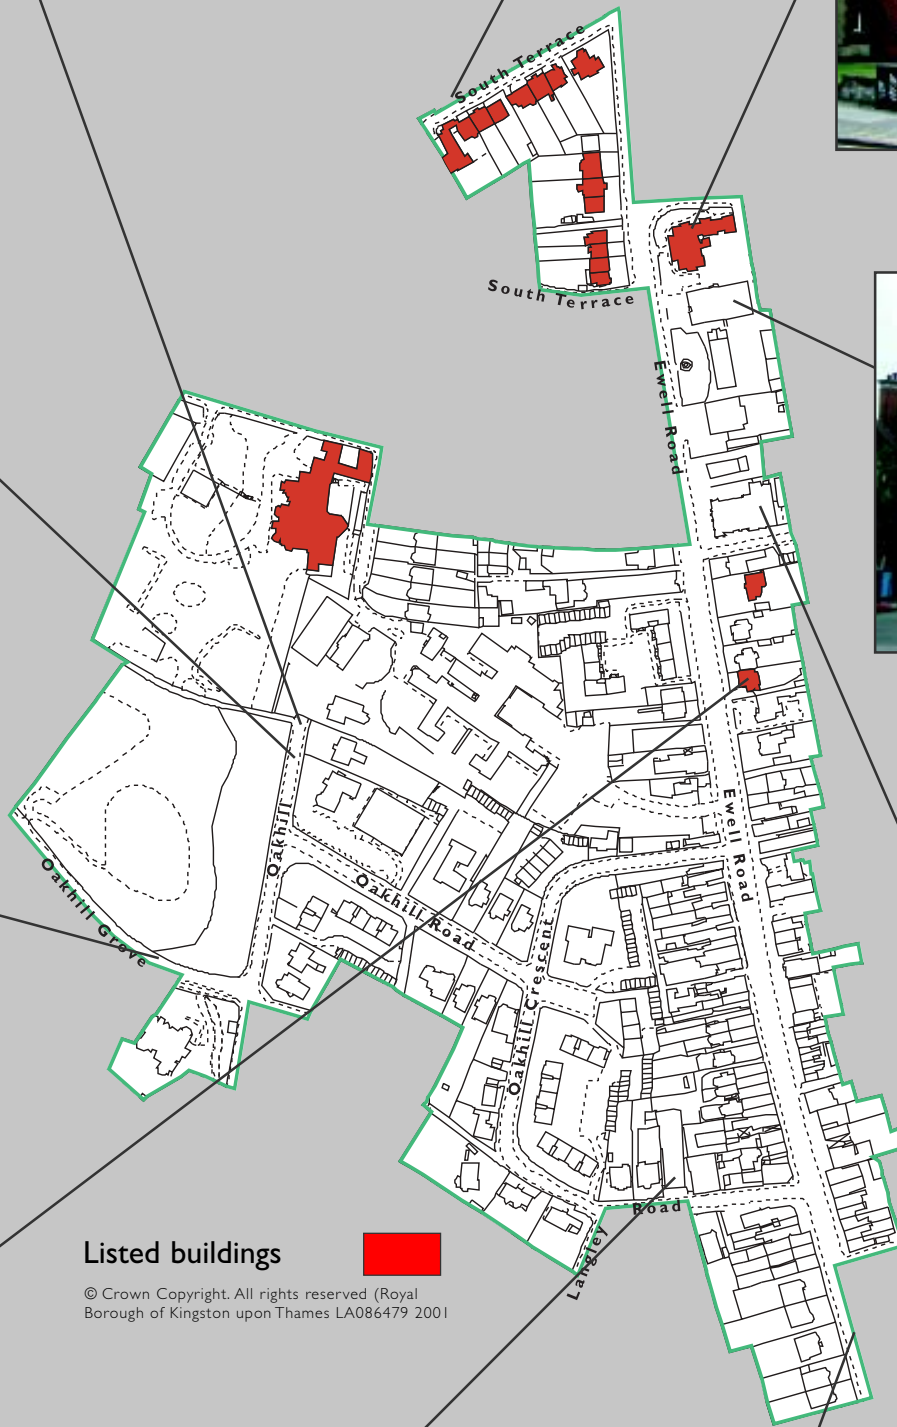 South Terrace
South Terrace
Ewell Road
Ewell Road
Oakhill
Oakhill Road
Oakhill Grove
Oakhill Crescent
Langley
Road
Listed buildings
© Crown Copyright. All rights reserved (Royal
Borough of Kingston upon Thames LA086479 2001